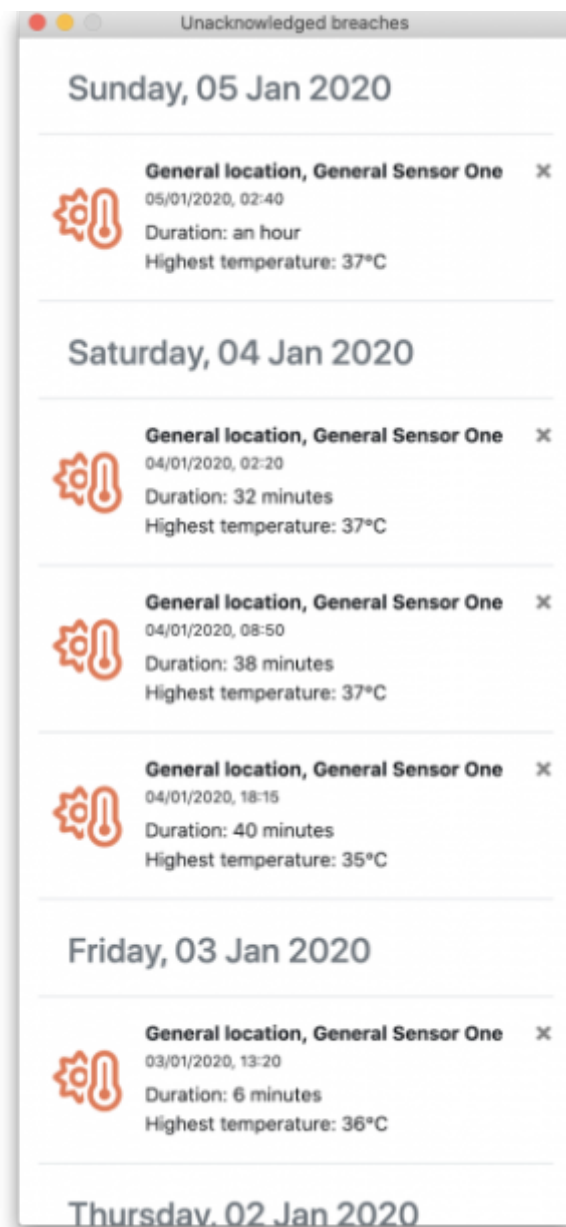 Unacknowledged breaches
Sunday, 05 Jan 2020
General location, General Sensor One
05/01/2020, 02:40
Duration: an hour
Highest temperature: 37°C
Saturday, 04 Jan 2020
General location, General Sensor One
04/01/2020, 02:20
Duration: 32 minutes
Highest temperature: 37°C
General location, General Sensor One
04/01/2020, 08:50
Duration: 38 minutes
Highest temperature: 37°C
General location, General Sensor One
04/01/2020, 18:15
Duration: 40 minutes
Highest temperature: 35°C
Friday, 03 Jan 2020
General location, General Sensor One
03/01/2020, 13:20
Duration: 6 minutes
Highest temperature: 36°C
Thursday, 02 Jan 2020